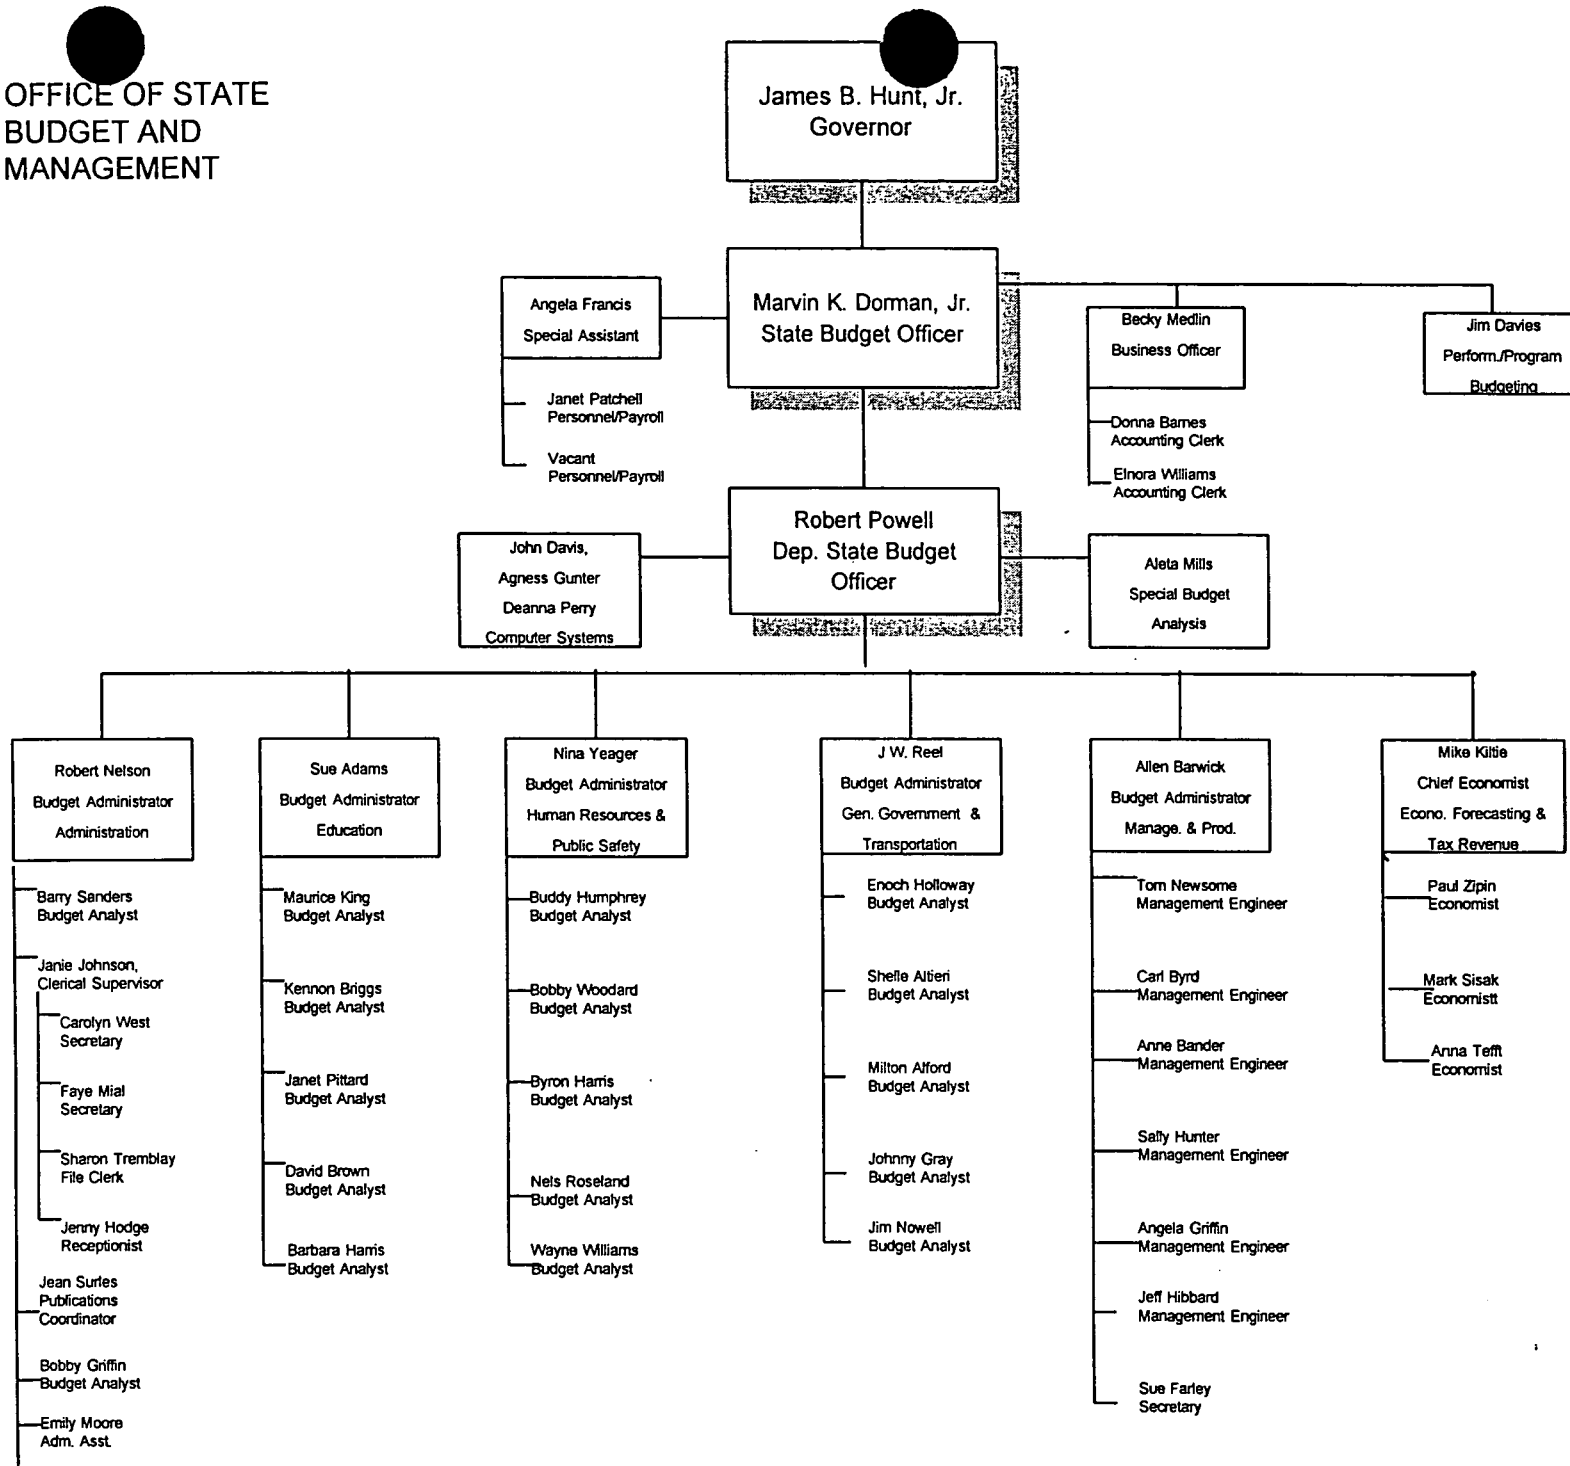 OFFICE OF STATE
BUDGET AND
MANAGEMENT
James B. Hunt, Jr.
Governor
Marvin K. Dorman, Jr.
State Budget Officer
Angela Francis
Special Assistant
Janet Patchell
Personnel/Payroll
Vacant
Personnel/Payroll
Becky Medlin
Business Officer
Donna Barnes
Accounting Clerk
Elnora Williams
Accounting Clerk
Jim Davies
Perform./Program
Budgeting
Robert Powell
Dep. State Budget
Officer
John Davis,
Agness Gunter
Deanna Perry
Computer Systems
Aleta Mills
Special Budget
Analysis
Robert Nelson
Budget Administrator
Administration
Barry Sanders
Budget Analyst
Janie Johnson,
Clerical Supervisor
Carolyn West
Secretary
Faye Mial
Secretary
Sharon Tremblay
File Clerk
Jenny Hodge
Receptionist
Jean Surles
Publications
Coordinator
Bobby Griffin
Budget Analyst
Emily Moore
Adm. Asst.
Sue Adams
Budget Administrator
Education
Maurice King
Budget Analyst
Kennon Briggs
Budget Analyst
Janet Pittard
Budget Analyst
David Brown
Budget Analyst
Barbara Harris
Budget Analyst
Nina Yeager
Budget Administrator
Human Resources &
Public Safety
Buddy Humphrey
Budget Analyst
Bobby Woodard
Budget Analyst
Byron Harris
Budget Analyst
Nels Roseland
Budget Analyst
Wayne Williams
Budget Analyst
J W. Reel
Budget Administrator
Gen. Government &
Transportation
Enoch Holloway
Budget Analyst
Shelle Altieri
Budget Analyst
Milton Alford
Budget Analyst
Johnny Gray
Budget Analyst
Jim Nowell
Budget Analyst
Allen Barwick
Budget Administrator
Manage. & Prod.
Tom Newsome
Management Engineer
Carl Byrd
Management Engineer
Anne Bander
Management Engineer
Sally Hunter
Management Engineer
Angela Griffin
Management Engineer
Jeff Hibbard
Management Engineer
Sue Farley
Secretary
Mike Kiltie
Chief Economist
Econo. Forecasting &
Tax Revenue
Paul Zipin
Economist
Mark Sisak
Economistt
Anna Tefft
Economist